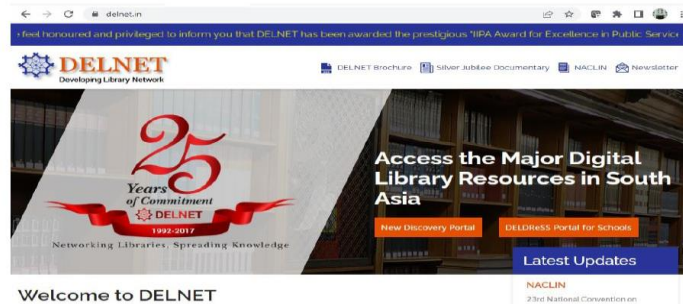 delnet.in
feel honoured and privileged to inform you that DELNET has been awarded the prestigious "IIPA Award for Excellence in Public Service
DELNET
Developing Library Network
DELNET Brochure Silver Jubilee Documentary NACLIN Newsletter
25
Years
of Commitment
DELNET
1992-2017
Networking Libraries, Spreading Knowledge
Access the Major Digital
Library Resources in South
Asia
New Discovery Portal DELDReSS Portal for Schools
Latest Updates
NACLIN
23rd National Convention on
Welcome to DELNET